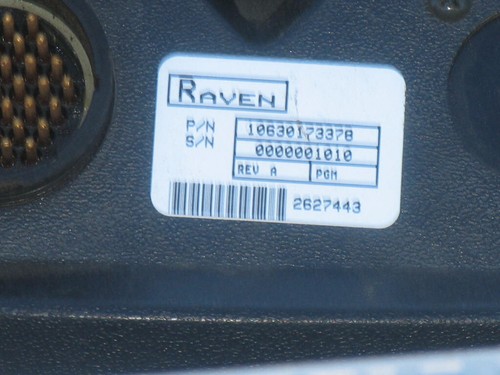 RAVEN
P/N 10630173378
S/N 0000001010
REV A PGM
2627443